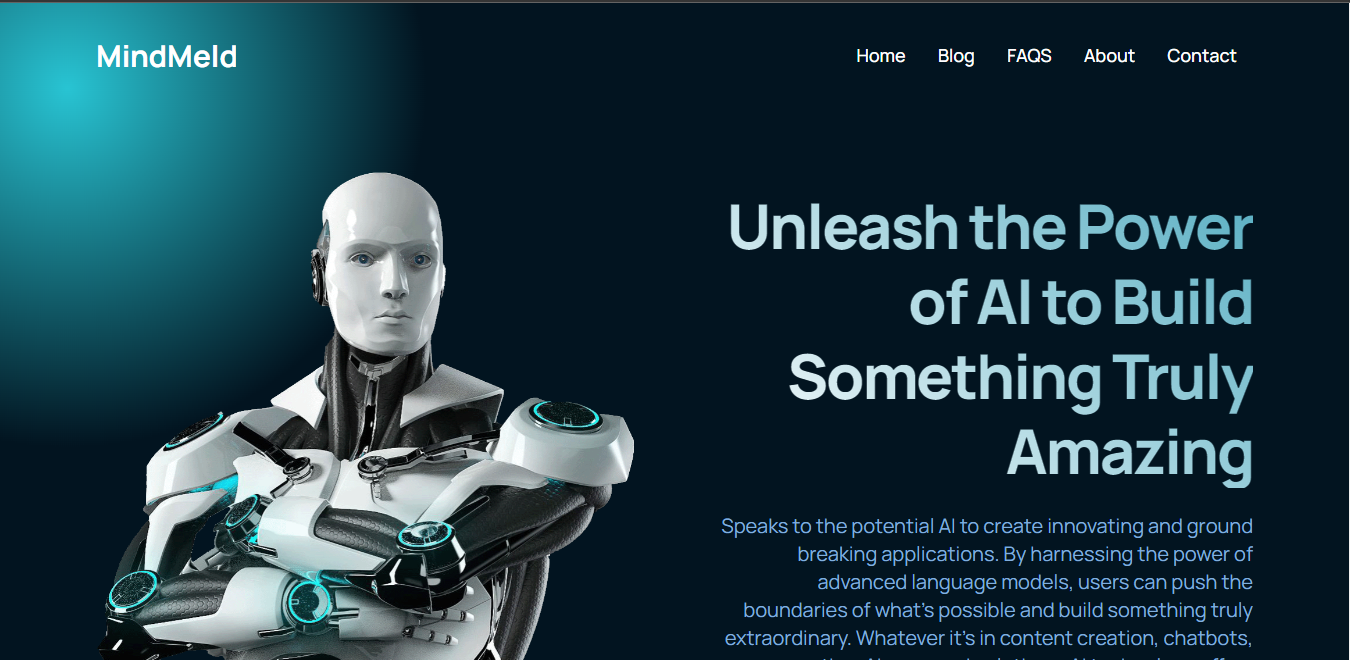 MindMeld
Home Blog FAQS About Contact
Unleash the Power
of AI to Build
Something Truly
Amazing
Speaks to the potential AI to create innovating and ground
breaking applications. By harnessing the power of
advanced language models, users can push the
boundaries of what's possible and build something truly
extraordinary. Whatever it's in content creation, chatbots,